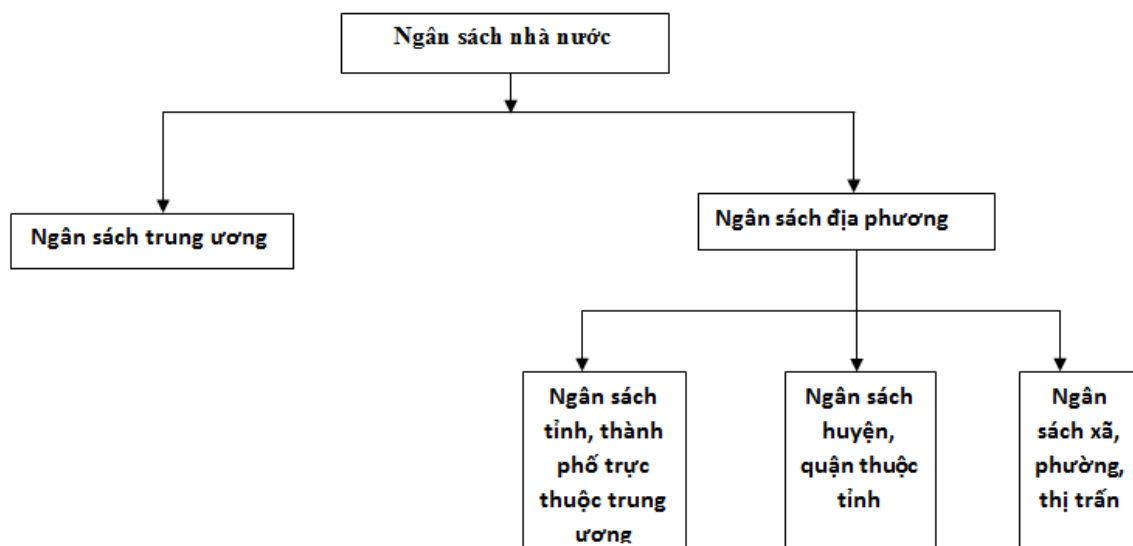 Ngân sách nhà nước
Ngân sách trung ương
Ngân sách địa phương
Ngân sách
tỉnh, thành
phố trực
thuộc trung
ương
Ngân sách
huyện,
quận thuộc
tỉnh
Ngân
sách xã,
phường,
thị trấn